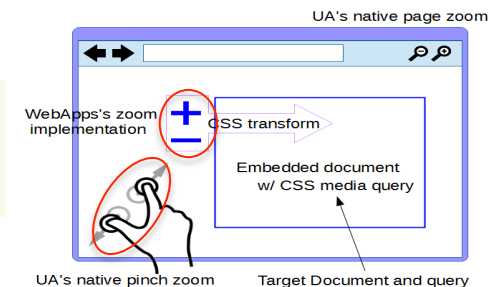 UA's native page zoom
WebApps's zoom
implementation
CSS transform
Embedded document
w/ CSS media query
UA's native pinch zoom
Target Document and query